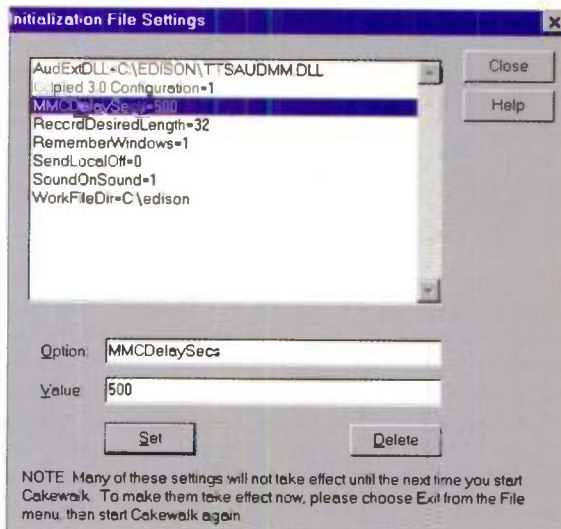 Initialization File Settings
AudExtDLL=C:\EDISON\TTSAUDMM.DLL
Copied 3.0 Configuration=1
MMCDelaySecs=500
RecordDesiredLength=32
RememberWindows=1
SendLocalOff=0
SoundOnSound=1
WorkFileDir=C:\edison
Close
Help
Option: MMCDelaySecs
Value: 500
Set
Delete
NOTE: Many of these settings will not take effect until the next time you start
Cakewalk. To make them take effect now, please choose Exit from the File
menu, then start Cakewalk again.